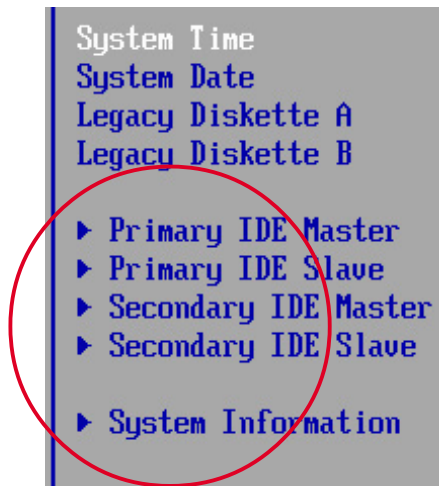 System Time
System Date
Legacy Diskette A
Legacy Diskette B
▶ Primary IDE Master
▶ Primary IDE Slave
▶ Secondary IDE Master
▶ Secondary IDE Slave
▶ System Information